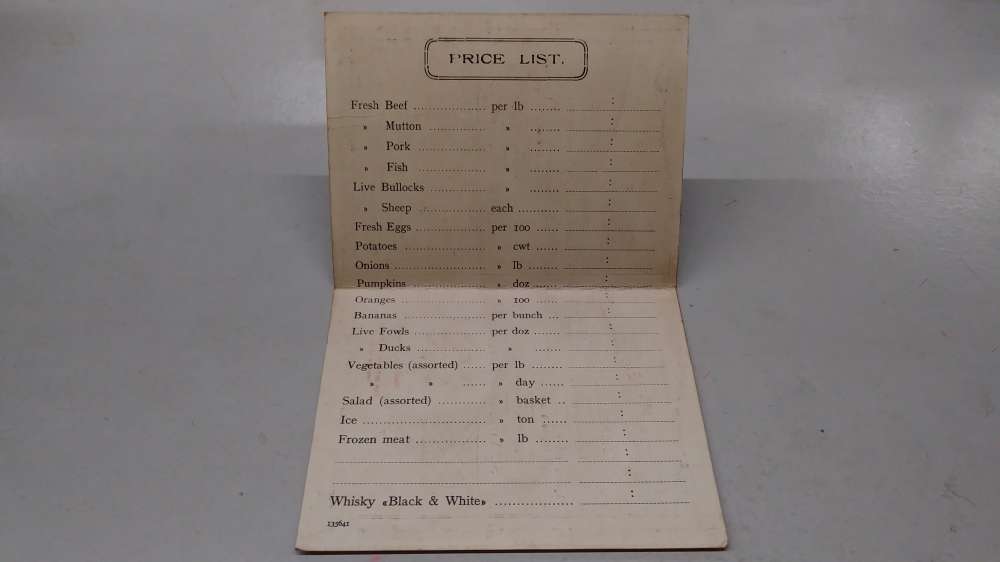 PRICE LIST.
Fresh Beef .................. per lb ........ :
» Mutton .............. » ........ :
» Pork ................. » ........ :
» Fish ................. » ........ :
Live Bullocks .............. » ........ :
» Sheep ................ each ........... :
Fresh Eggs ................. per 100 ...... :
Potatoes .................... » cwt ...... :
Onions ....................... » lb ........ :
Pumpkins ................... » doz ...... :
Oranges ..................... » 100 ...... :
Bananas ..................... per bunch ... :
Live Fowls .................. per doz ....... :
» Ducks ................. » ....... :
Vegetables (assorted) ...... per lb ........ :
» » ...... » day ...... :
Salad (assorted) ............ » basket .. :
Ice ............................... » ton ...... :
Frozen meat .................. » lb ........ :
:
:
Whisky «Black & White» .................... :
235641